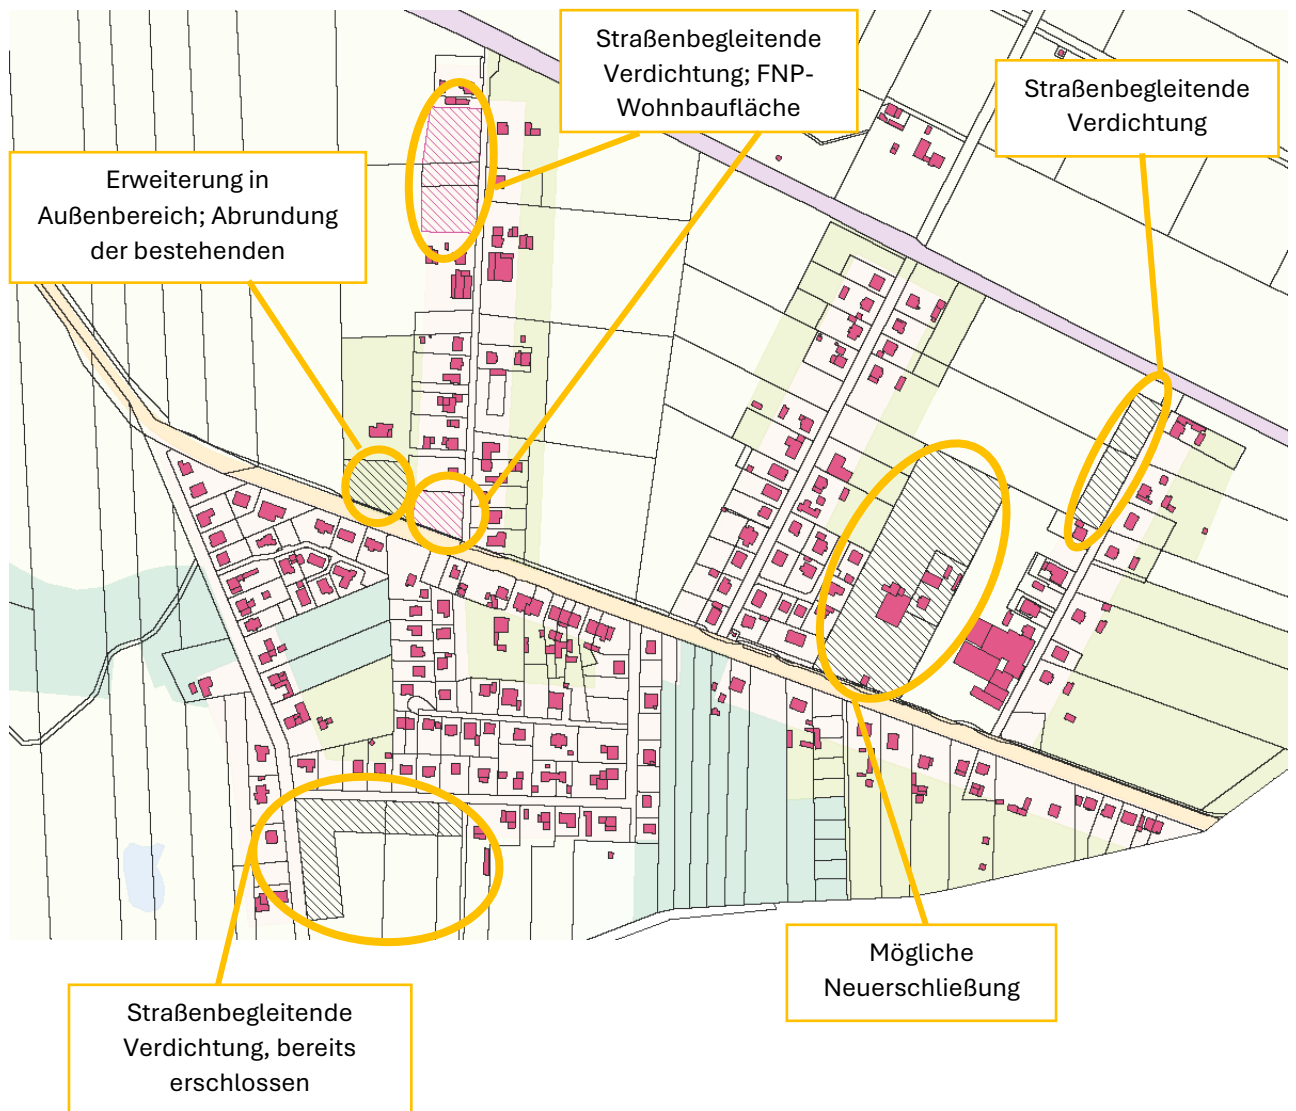 Straßenbegleitende
Verdichtung; FNP-
Wohnbaufläche
Straßenbegleitende
Verdichtung
Erweiterung in
Außenbereich; Abrundung
der bestehenden
Mögliche
Neuerschließung
Straßenbegleitende
Verdichtung, bereits
erschlossen